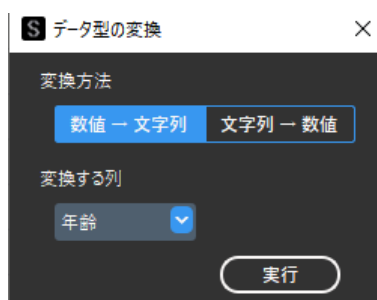 S データ型の変換
変換方法
数値 → 文字列 文字列 → 数値
変換する列
年齢
実行